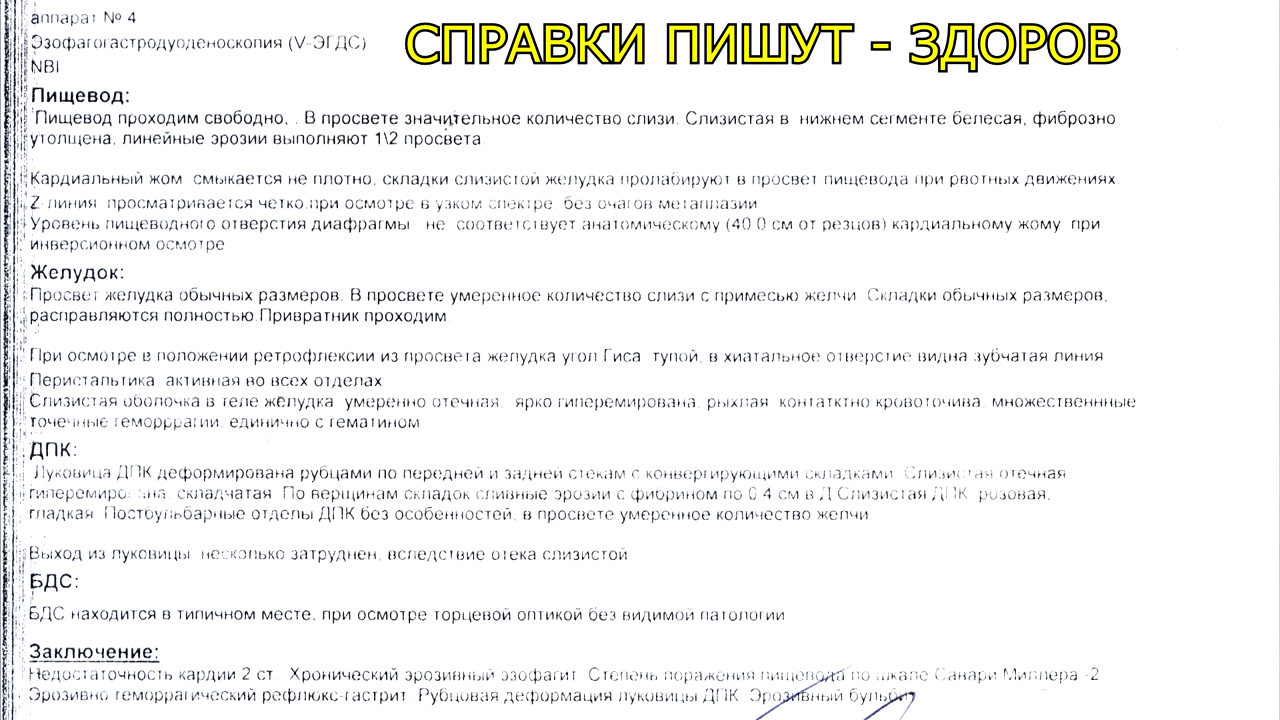 аппарат № 4
СПРАВКИ ПИШУТ - ЗДОРОВ
Эзофагогастродуоденоскопия (V-ЭГДС)
NBI
Пищевод:
Пищевод проходим свободно, . В просвете значительное количество слизи. Слизистая в нижнем сегменте белесая, фиброзно
утолщена, линейные эрозии выполняют 1\2 просвета.
Кардиальный жом смыкается не плотно, складки слизистой желудка пролабируют в просвет пищевода при рвотных движениях.
Z-линия просматривается четко,при осмотре в узком спектре, без очагов метаплазии
Уровень пищеводного отверстия диафрагмы не соответствует анатомическому (40.0 см от резцов) кардиальному жому при
инверсионном осмотре
Желудок:
Просвет желудка обычных размеров. В просвете умеренное количество слизи с примесью желчи. Складки обычных размеров,
расправляются полностью.Привратник проходим.
При осмотре в положении ретрофлексии из просвета желудка угол Гиса тупой, в хиатальное отверстие видна зубчатая линия
Перистальтика активная во всех отделах
Слизистая оболочка в теле желудка умеренно отечная, ярко гиперемирована, рыхлая контатктно кровоточива, множественнные
точечные геморррагии, единично с гематином
ДПК:
Луковица ДПК деформирована рубцами по передней и задней стекам с конвергирующими складками. Слизистая отечная
гиперемирована, складчатая. По верщинам складок сливные эрозии с фибрином по 0.4 см в Д.Слизистая ДПК розовая,
гладкая. Постбульбарные отделы ДПК без особенностей, в просвете умеренное количество желчи
Выход из луковицы несколько затруднен, вследствие отека слизистой
БДС:
БДС находится в типичном месте, при осмотре торцевой оптикой без видимой патологии
Заключение:
Недостаточность кардии 2 ст. Хронический эрозивный эзофагит. Степень поражения пищевода по шкале Савари Миллера -2
Эрозивно геморрагический рефлюкс-гастрит. Рубцовая деформация луковицы ДПК. Эрозивный бульбит